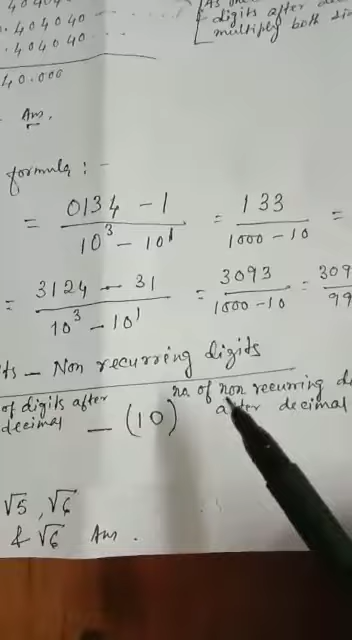 .404040...
.404040..
40.000
Ans.
formula :-
= 0134 - 1 / 10³ - 10¹ = 133 / 1000 - 10 =
= 3124 - 31 / 10³ - 10¹ = 3093 / 1000 - 10 = 309
digits after
multiply both
- Non recurring digits
of digits after decimal - (10) no. of non recurring
after decimal
√5, √6
& √6 Ans.